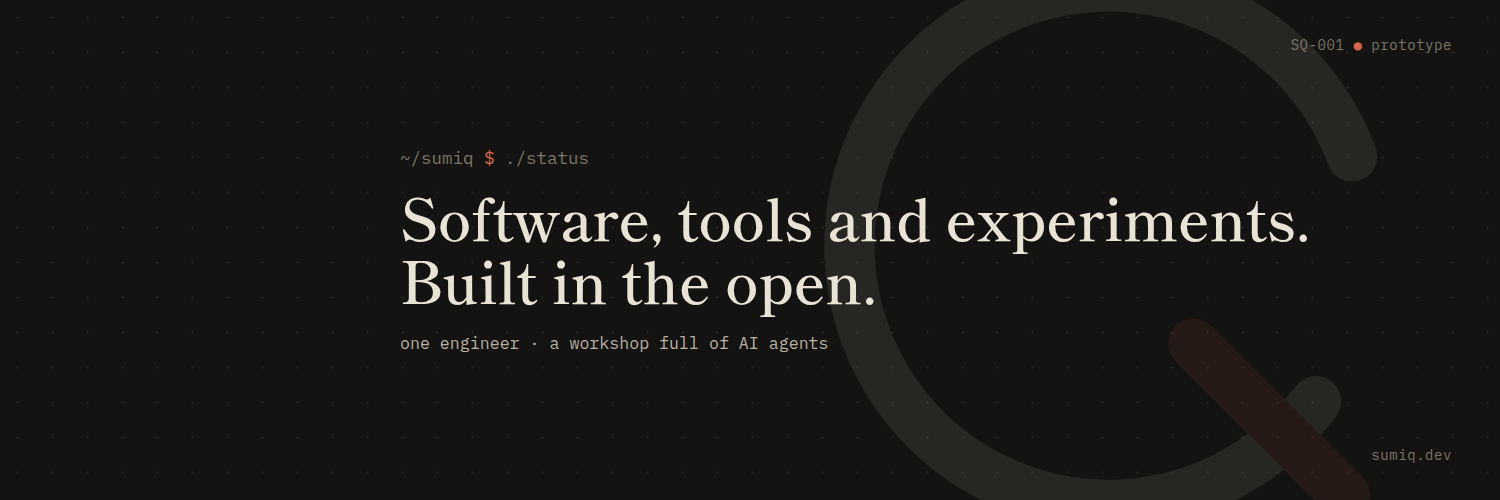 SQ-001 ● prototype
~/sumiq $ ./status
Software, tools and experiments.
Built in the open.
one engineer · a workshop full of AI agents
sumiq.dev